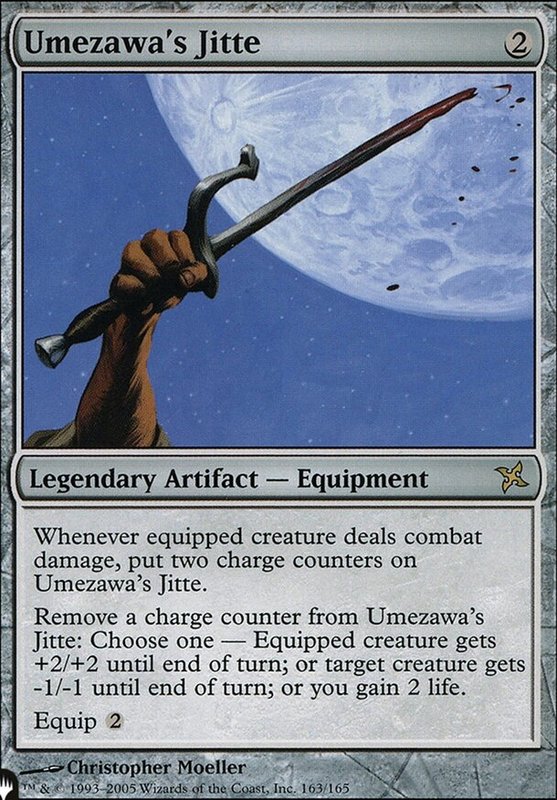 Umezawa's Jitte 2
Legendary Artifact — Equipment
Whenever equipped creature deals combat
damage, put two charge counters on
Umezawa's Jitte.
Remove a charge counter from Umezawa's
Jitte: Choose one — Equipped creature gets
+2/+2 until end of turn; or target creature gets
-1/-1 until end of turn; or you gain 2 life.
Equip 2
Christopher Moeller
™ & © 1993–2005 Wizards of the Coast, Inc. 163/165